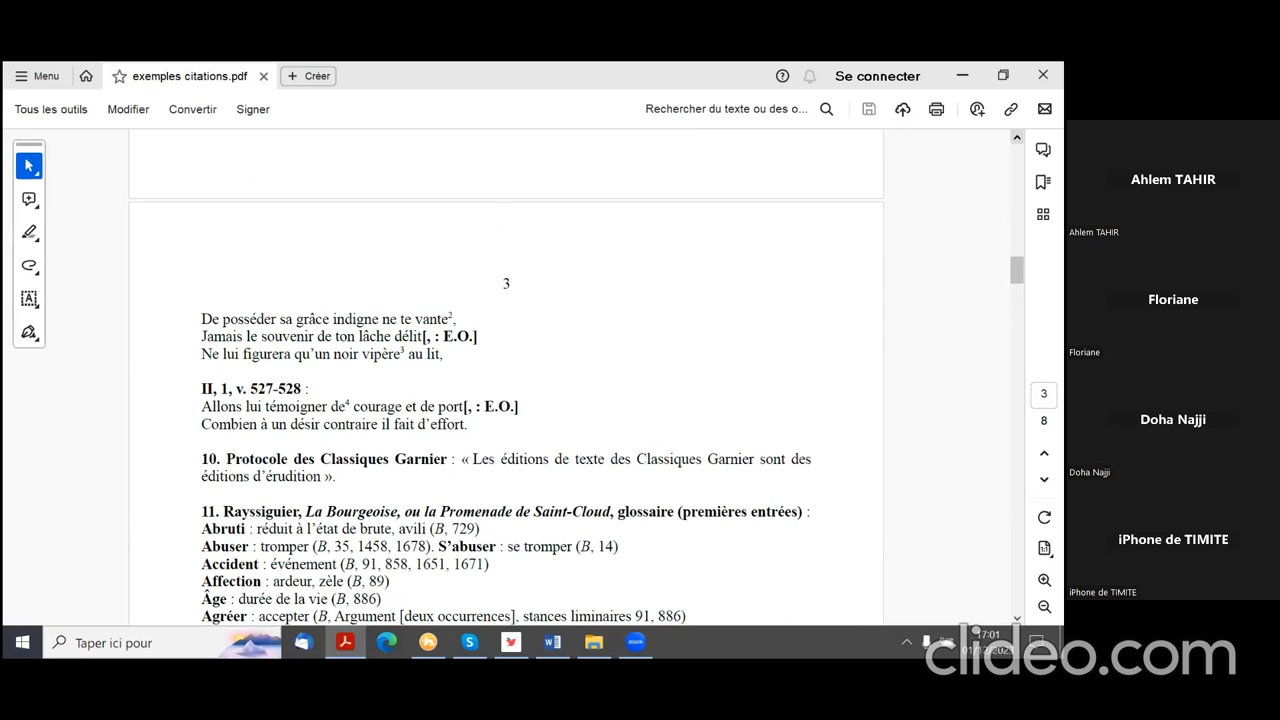 Menu
exemples citations.pdf
Créer
Se connecter
Tous les outils
Modifier
Convertir
Signer
Rechercher du texte ou des o...
3
De posséder sa grâce indigne ne te vante²,
Jamais le souvenir de ton lâche délit[, : E.O.]
Ne lui figurera qu'un noir vipère³ au lit,
II, 1, v. 527-528 :
Allons lui témoigner de⁴ courage et de port[, : E.O.]
Combien à un désir contraire il fait d'effort.
10. Protocole des Classiques Garnier : « Les éditions de texte des Classiques Garnier sont des
éditions d'érudition ».
11. Rayssiguier, La Bourgeoise, ou la Promenade de Saint-Cloud, glossaire (premières entrées) :
Abruti : réduit à l'état de brute, avili (B, 729)
Abuser : tromper (B, 35, 1458, 1678). S'abuser : se tromper (B, 14)
Accident : événement (B, 91, 858, 1651, 1671)
Affection : ardeur, zèle (B, 89)
Âge : durée de la vie (B, 886)
Agréer : accepter (B, Argument [deux occurrences], stances liminaires 91, 886)
3
8
Taper ici pour
zoom
17:01
01/12/2023
Ahlem TAHIR
Ahlem TAHIR
Floriane
Floriane
Doha Najji
Doha Najji
iPhone de TIMITE
iPhone de TIMITE
clideo.com